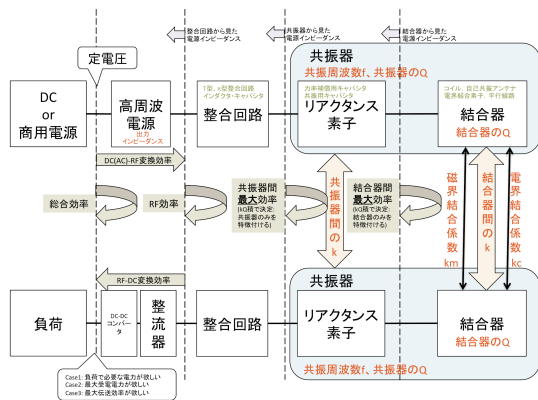 整合回路から見た
電源インピーダンス
共振器から見た
電源インピーダンス
結合器から見た
電源インピーダンス
定電圧
共振器
共振周波数f、共振器のQ
DC
or
商用電源
高周波
電源
出力
インピーダンス
T型、π型整合回路
インダクタ・キャパシタ
整合回路
力率補償用キャパシタ
共振用キャパシタ
リアクタンス
素子
コイル、自己共振アンテナ
電界結合素子、平行線路
結合器
結合器のQ
DC(AC)-RF変換効率
総合効率
RF効率
共振器間
最大効率
(kQ積で決定:
共振器のみを
特徴付ける)
共振器間のk
結合器間
最大効率
(kQ積で決定:
結合器のみを
特徴付ける)
磁界結合係数km
結合器間のk
電界結合係数kc
RF-DC変換効率
共振器
負荷
DC-DC
コンバー
タ
整流器
整合回路
リアクタンス
素子
結合器
結合器のQ
共振周波数f、共振器のQ
Case1: 負荷で必要な電力が欲しい
Case2: 最大受電電力が欲しい
Case3: 最大伝送効率が欲しい